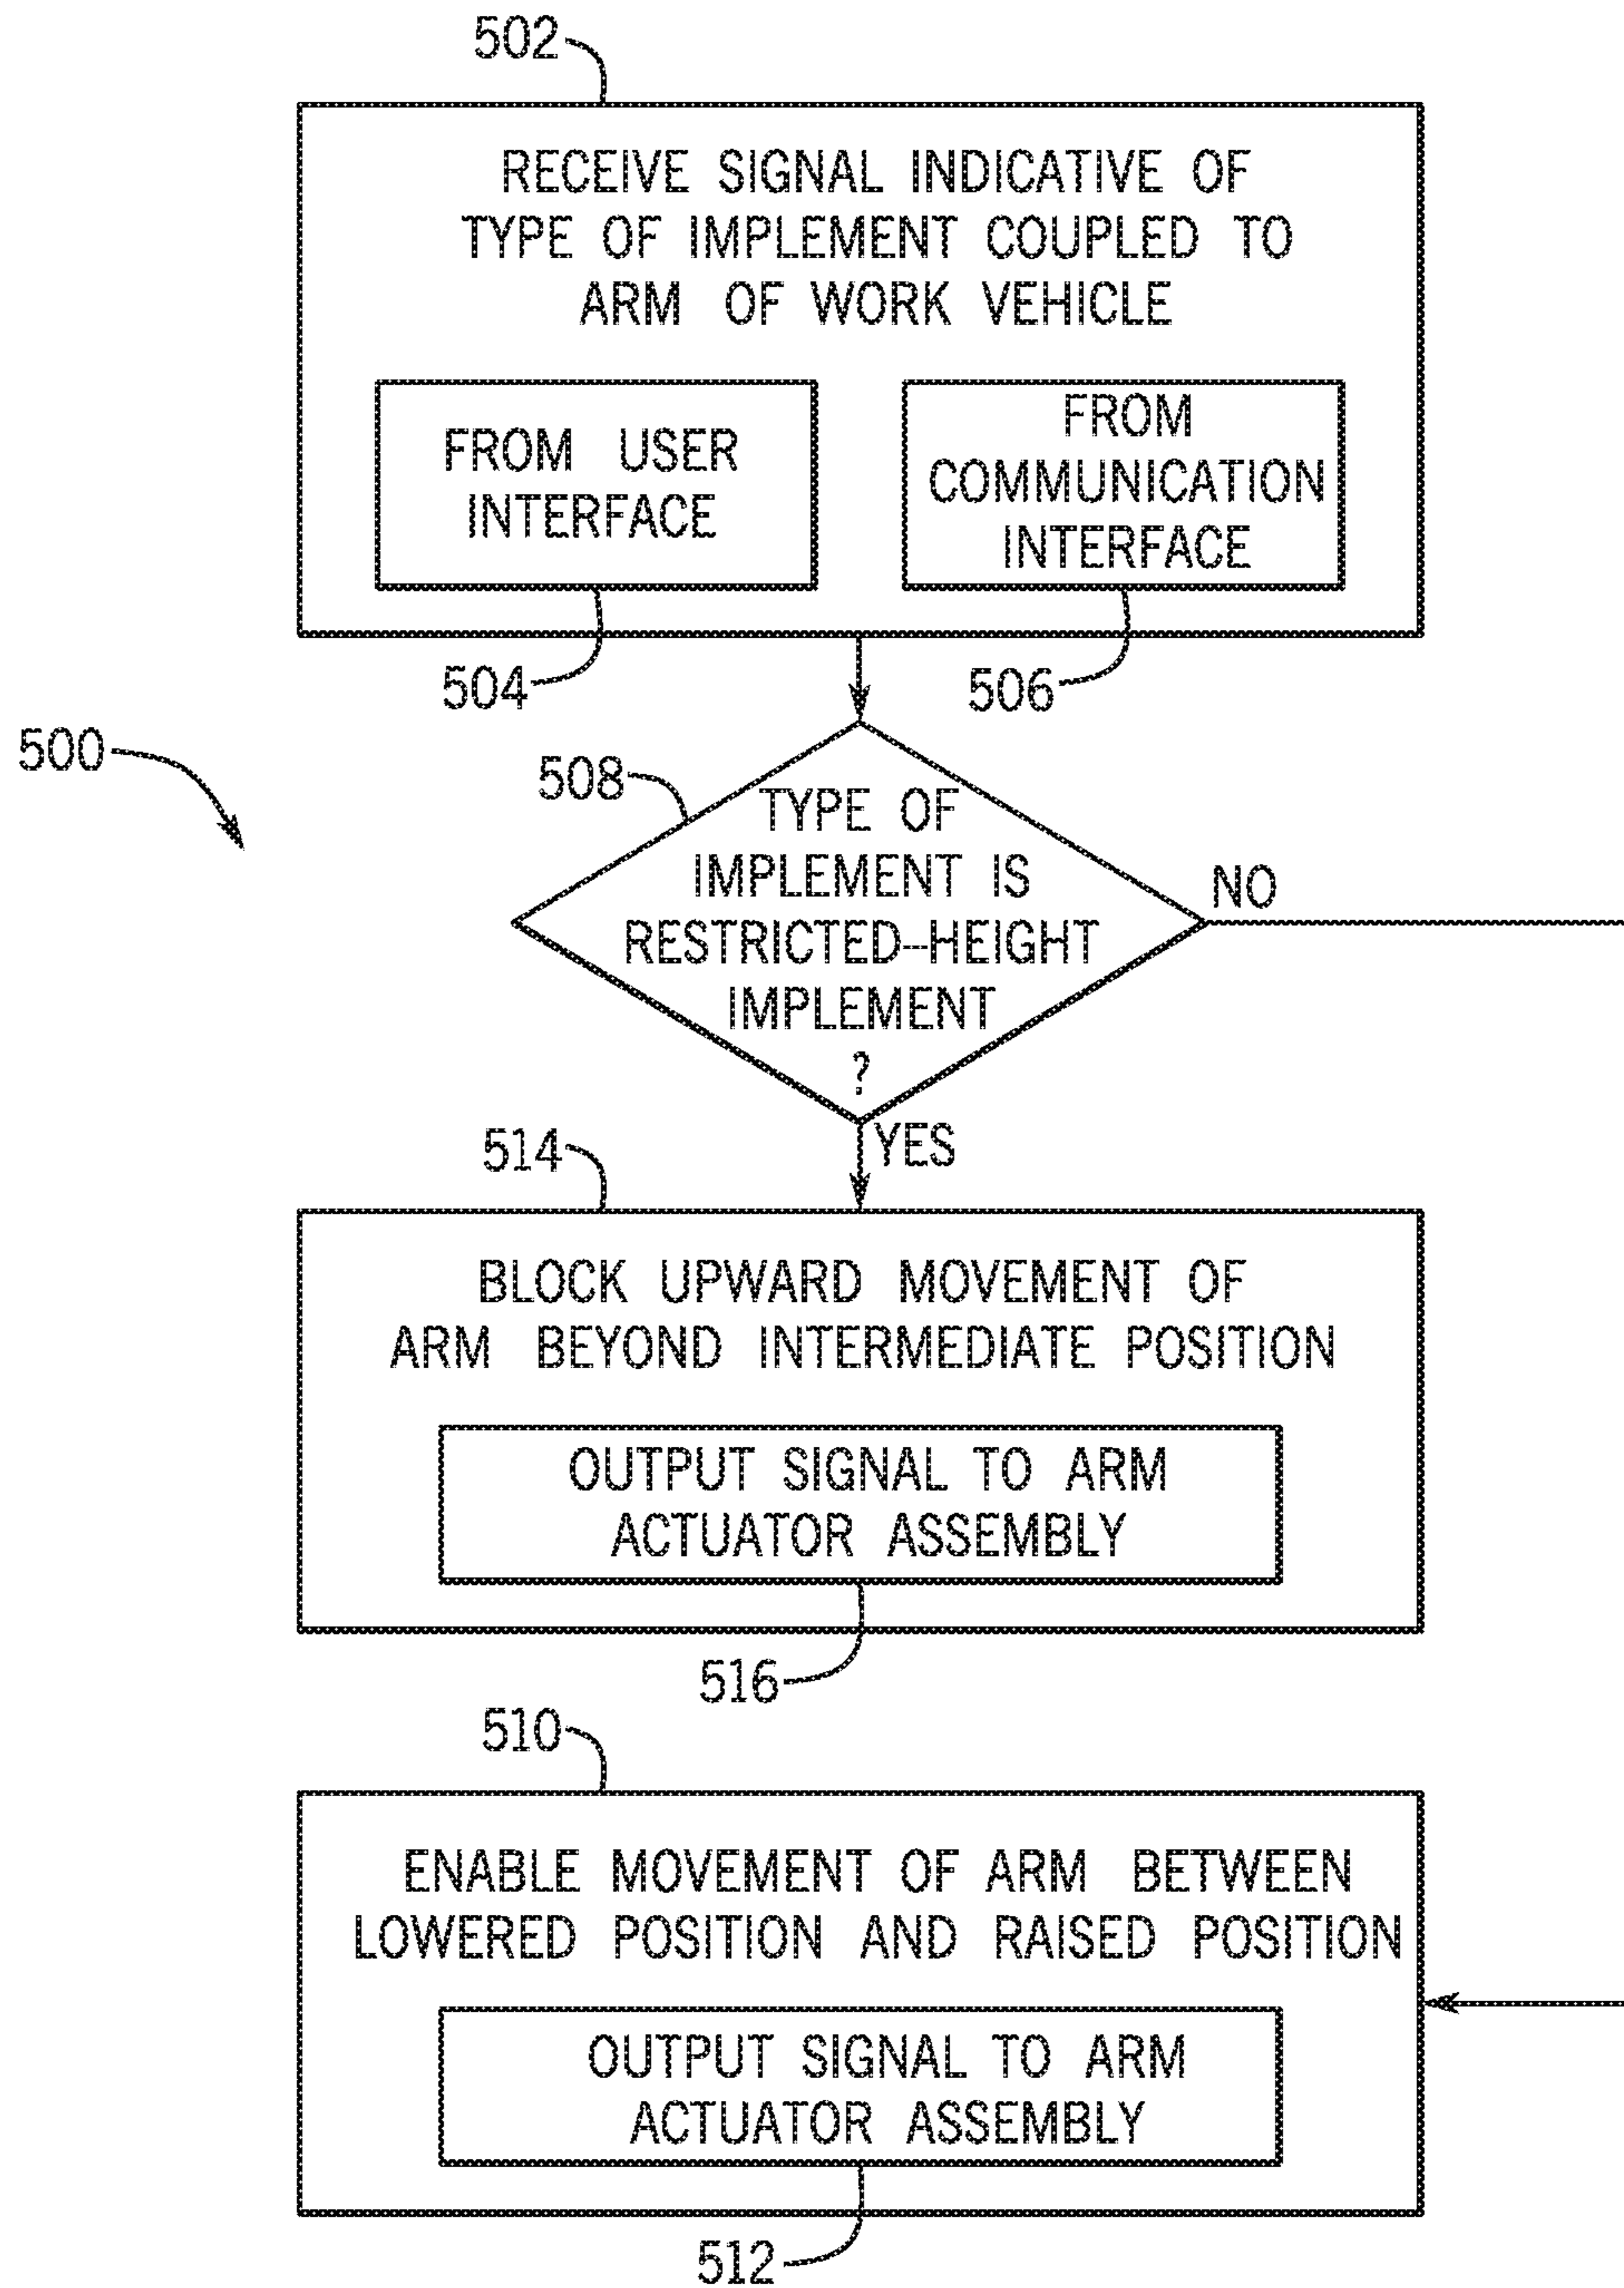 502
RECEIVE SIGNAL INDICATIVE OF
TYPE OF IMPLEMENT COUPLED TO
ARM OF WORK VEHICLE
FROM USER
INTERFACE
FROM
COMMUNICATION
INTERFACE
504
506
500
508
TYPE OF
IMPLEMENT IS
RESTRICTED--HEIGHT
IMPLEMENT
?
NO
YES
514
BLOCK UPWARD MOVEMENT OF
ARM BEYOND INTERMEDIATE POSITION
OUTPUT SIGNAL TO ARM
ACTUATOR ASSEMBLY
516
510
ENABLE MOVEMENT OF ARM BETWEEN
LOWERED POSITION AND RAISED POSITION
OUTPUT SIGNAL TO ARM
ACTUATOR ASSEMBLY
512